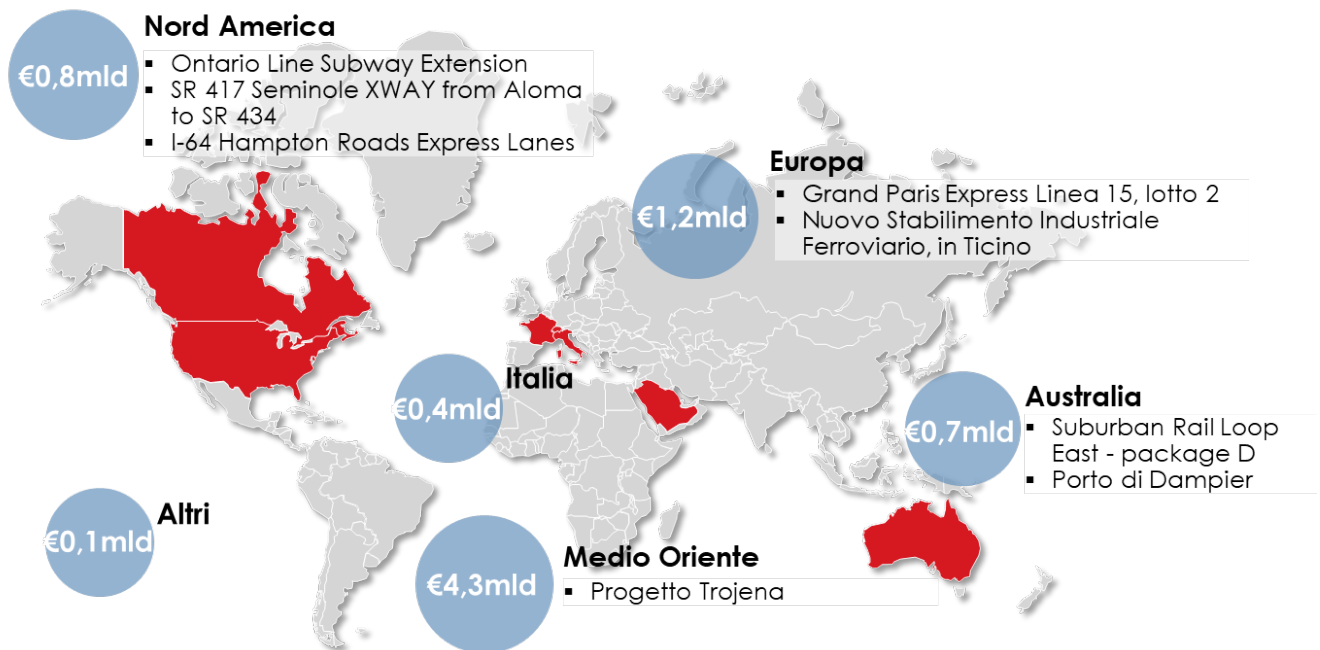 Nord America
€0,8mld
▪ Ontario Line Subway Extension
▪ SR 417 Seminole XWAY from Aloma
to SR 434
▪ I-64 Hampton Roads Express Lanes
Europa
€1,2mld
▪ Grand Paris Express Linea 15, lotto 2
▪ Nuovo Stabilimento Industriale
Ferroviario, in Ticino
Italia
€0,4mld
Australia
€0,7mld
▪ Suburban Rail Loop
East - package D
▪ Porto di Dampier
Altri
€0,1mld
Medio Oriente
€4,3mld
▪ Progetto Trojena